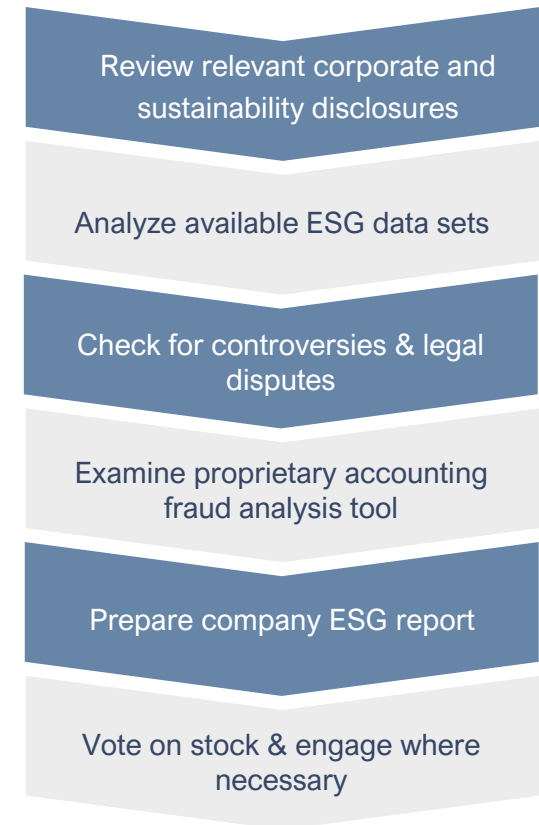 Review relevant corporate and
sustainability disclosures
Analyze available ESG data sets
Check for controversies & legal
disputes
Examine proprietary accounting
fraud analysis tool
Prepare company ESG report
Vote on stock & engage where
necessary